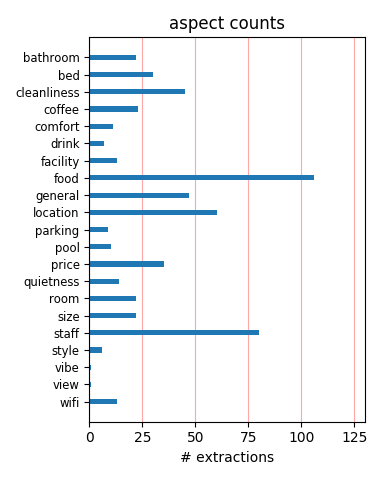 aspect counts
bathroom
bed
cleanliness
coffee
comfort
drink
facility
food
general
location
parking
pool
price
quietness
room
size
staff
style
vibe
view
wifi
0 25 50 75 100 125
# extractions